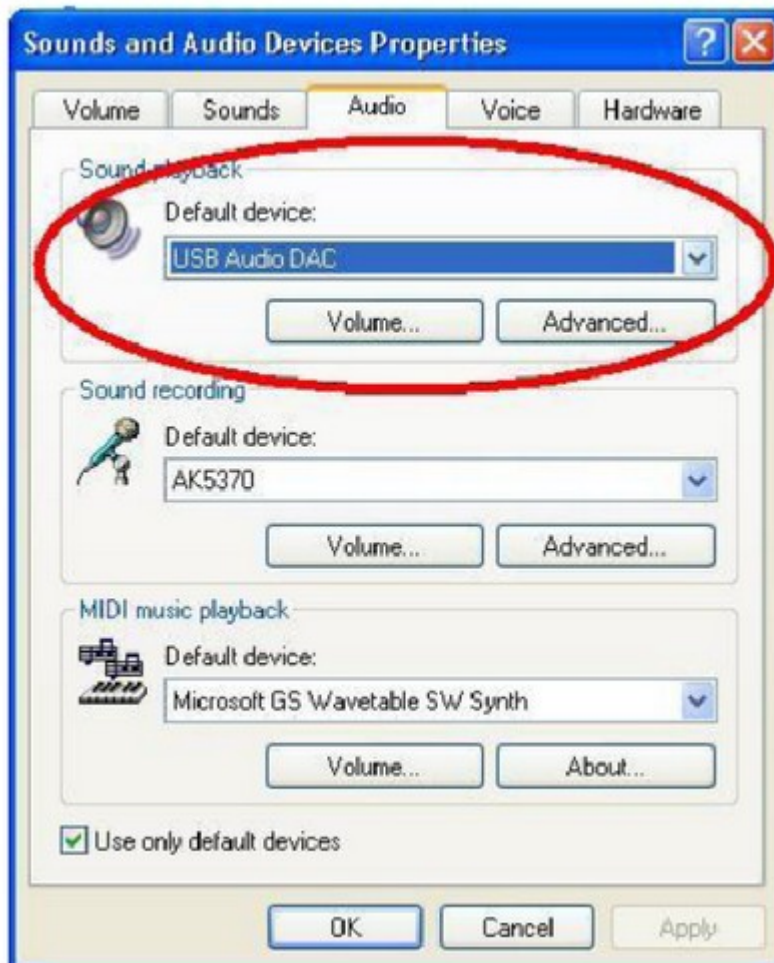 Sounds and Audio Devices Properties
Volume
Sounds
Audio
Voice
Hardware
Sound playback
Default device:
USB Audio DAC
Volume...
Advanced...
Sound recording
Default device:
AK5370
Volume...
Advanced...
MIDI music playback
Default device:
Microsoft GS Wavetable SW Synth
Volume...
About...
Use only default devices
OK
Cancel
Apply